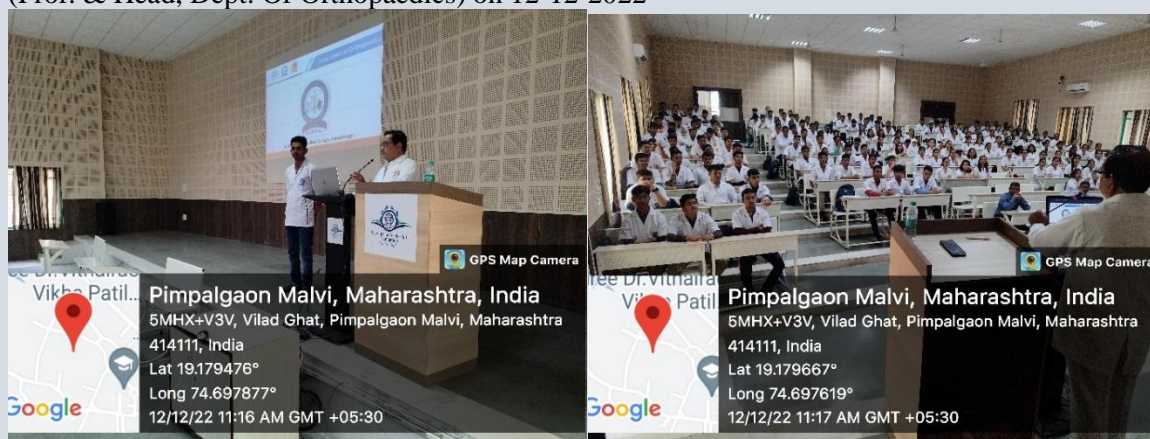 (Prof. & Head, Dept. Of Orthopaedics) on 12-12-2022
GPS Map Camera
Vikhe Patil...
Pimpalgaon Malvi, Maharashtra, India
5MHX+V3V, Vilad Ghat, Pimpalgaon Malvi, Maharashtra
414111, India
Lat 19.179476°
Long 74.697877°
12/12/22 11:16 AM GMT +05:30
Google
GPS Map Camera
Patil
Pimpalgaon Malvi, Maharashtra, India
5MHX+V3V, Vilad Ghat, Pimpalgaon Malvi, Maharashtra
414111, India
Lat 19.179667°
Long 74.697619°
12/12/22 11:17 AM GMT +05:30
Google